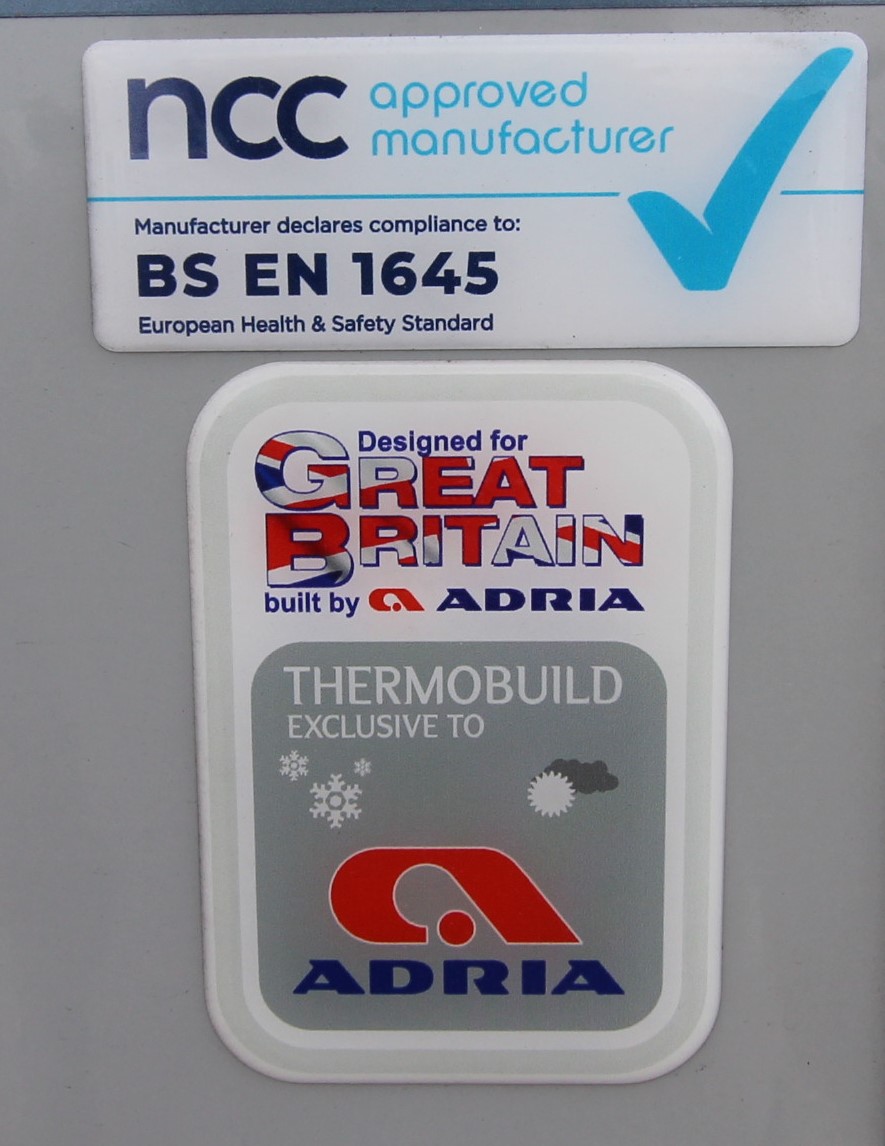 ncc approved
manufacturer
Manufacturer declares compliance to:
BS EN 1645
European Health & Safety Standard
Designed for
GREAT
BRITAIN
built by ADRIA
THERMOBUILD
EXCLUSIVE TO
ADRIA